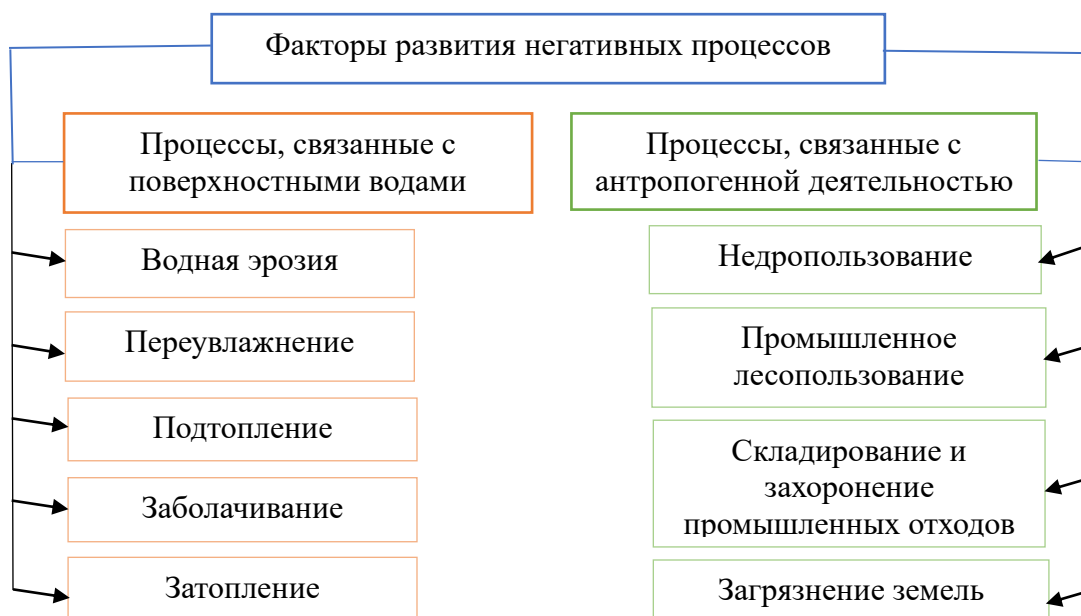 Факторы развития негативных процессов
Процессы, связанные с
поверхностными водами
Водная эрозия
Переувлажнение
Подтопление
Заболачивание
Затопление
Процессы, связанные с
антропогенной деятельностью
Недропользование
Промышленное
лесопользование
Складирование и
захоронение
промышленных отходов
Загрязнение земель